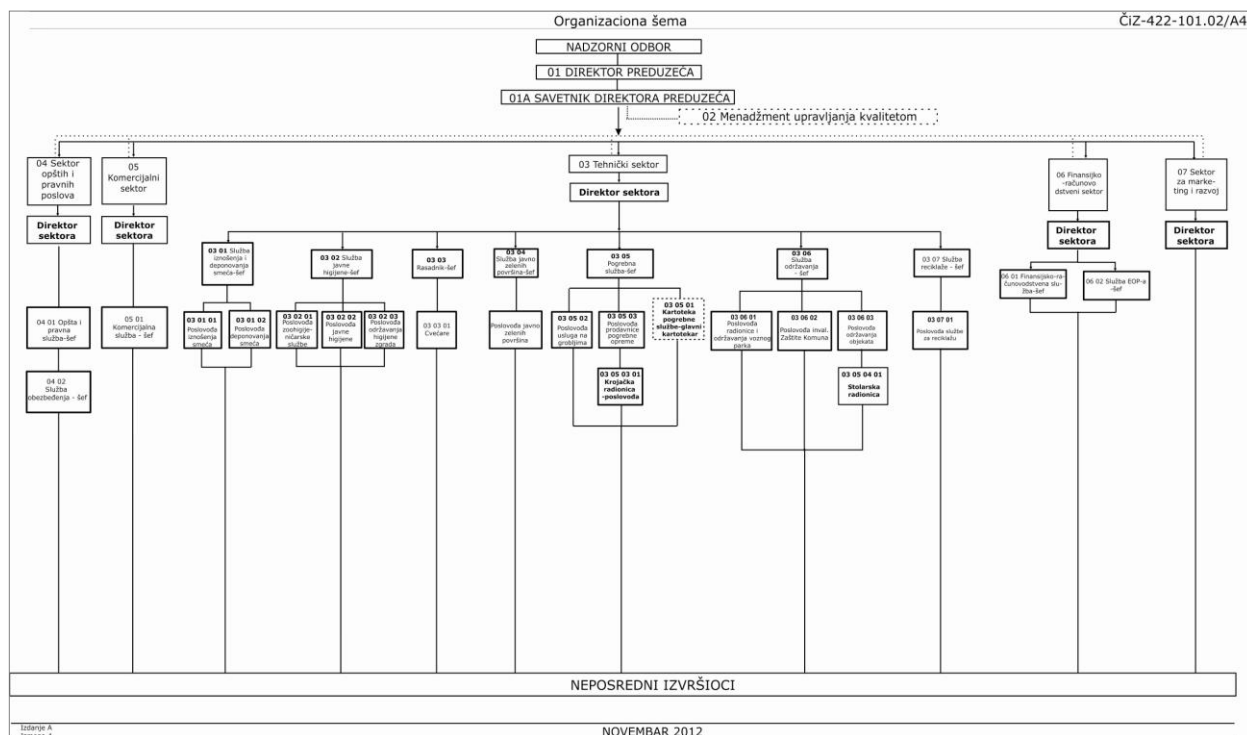 Organizaciona šema
ČiZ-422-101.02/A4
NADZORNI ODBOR
01 DIREKTOR PREDUZEĆA
01A SAVETNIK DIREKTORA PREDUZEĆA
02 Menadžment upravljanja kvalitetom
04 Sektor
opštih i
pravnih
poslova
05
Komercijalni
sektor
03 Tehnički sektor
06 Finansijko
-računovo
dstveni sektor
07 Sektor
za marke-
ting i razvoj
Direktor
sektora
Direktor
sektora
Direktor sektora
Direktor
sektora
Direktor
sektora
03 01 Služba
iznošenja i
deponovanja
smeća-šef
03 02 Služba
javne
higijene-šef
03 03
Rasadnik-šef
03 04
Služba javno
zelenih
površina-šef
03 05
Pogrebna
služba-šef
03 06
Služba
održavanja
- šef
03 07 Služba
reciklaže - šef
06 01 Finansijsko-ra-
čunovodstvena slu-
žba-šef
06 02 Služba EOP-a
-šef
04 01 Opšta i
pravna
služba-šef
05 01
Komercijalna
služba - šef
03 01 01
Poslovođa
iznošenja
smeća
03 01 02
Poslovođa
deponovanja
smeća
03 02 01
Poslovođa
zoohigije-
ničarske
službe
03 02 02
Poslovođa
javne
higijene
03 02 03
Poslovođa
održavanja
higijene
zgrada
03 03 01
Cvećare
Poslovođa javno
zelenih
površina
03 05 02
Poslovođa
usluga na
grobljima
03 05 03
Poslovođa
prodavnice
pogrebne
opreme
03 05 01
Kartoteka
pogrebne
službe-glavni
kartotekar
03 06 01
Poslovođa
radionice i
održavanja voznog
parka
03 06 02
Poslovođa inval.
Zaštite Komuna
03 06 03
Poslovođa
održavanja
objekata
03 07 01
Poslovođa službe
za reciklažu
04 02
Služba
obezbeđenja - šef
03 05 03 01
Krojačka
radionica
-poslovođa
03 05 04 01
Stolarska
radionica
NEPOSREDNI IZVRŠIOCI
Izdanje A
NOVEMBAR 2012